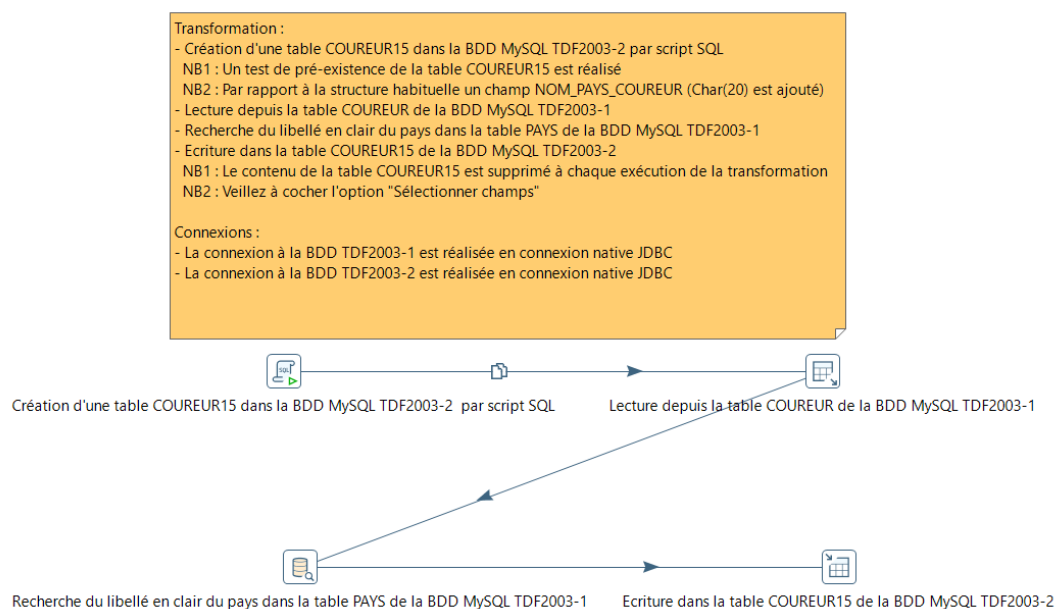 Transformation :
- Création d'une table COUREUR15 dans la BDD MySQL TDF2003-2 par script SQL
NB1 : Un test de pré-existence de la table COUREUR15 est réalisé
NB2 : Par rapport à la structure habituelle un champ NOM_PAYS_COUREUR (Char(20) est ajouté)
- Lecture depuis la table COUREUR de la BDD MySQL TDF2003-1
- Recherche du libellé en clair du pays dans la table PAYS de la BDD MySQL TDF2003-1
- Ecriture dans la table COUREUR15 de la BDD MySQL TDF2003-2
NB1 : Le contenu de la table COUREUR15 est supprimé à chaque exécution de la transformation
NB2 : Veillez à cocher l'option "Sélectionner champs"
Connexions :
- La connexion à la BDD TDF2003-1 est réalisée en connexion native JDBC
- La connexion à la BDD TDF2003-2 est réalisée en connexion native JDBC
SQL
Création d'une table COUREUR15 dans la BDD MySQL TDF2003-2 par script SQL
Lecture depuis la table COUREUR de la BDD MySQL TDF2003-1
Recherche du libellé en clair du pays dans la table PAYS de la BDD MySQL TDF2003-1
Ecriture dans la table COUREUR15 de la BDD MySQL TDF2003-2